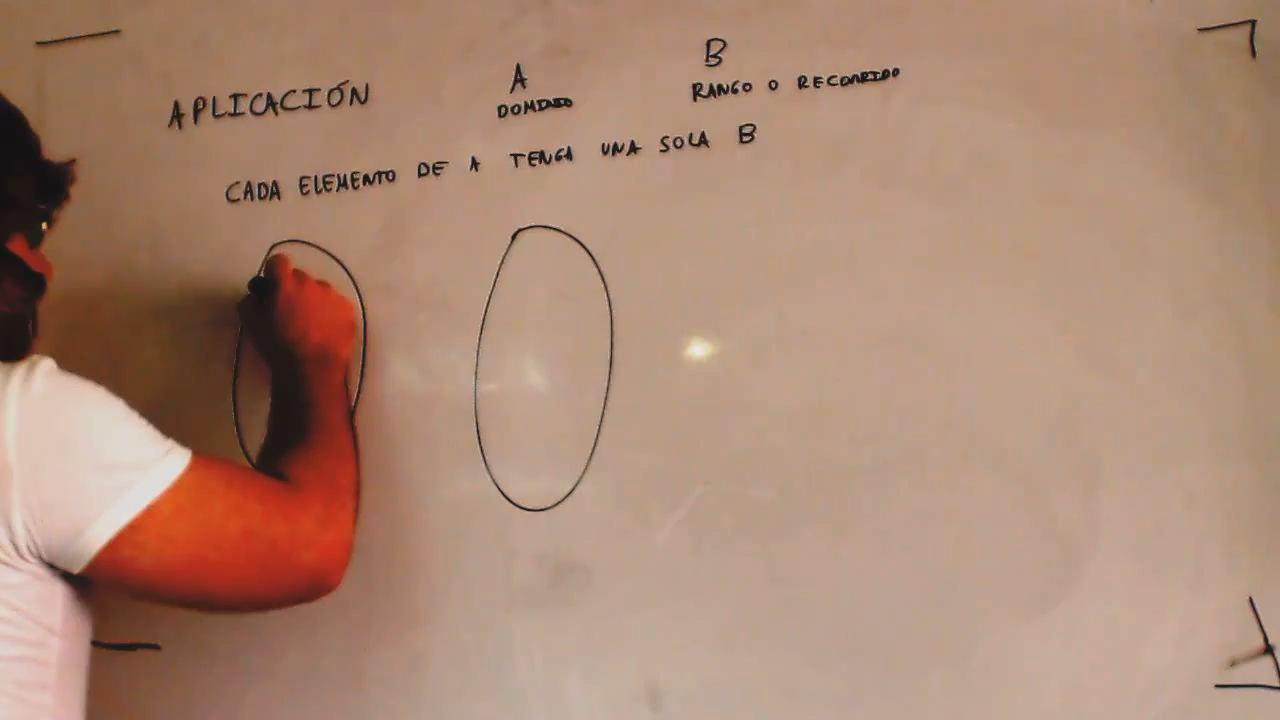 APLICACIÓN A B
DOMINIO RANGO O RECORRIDO
CADA ELEMENTO DE A TENGA UNA SOLA B